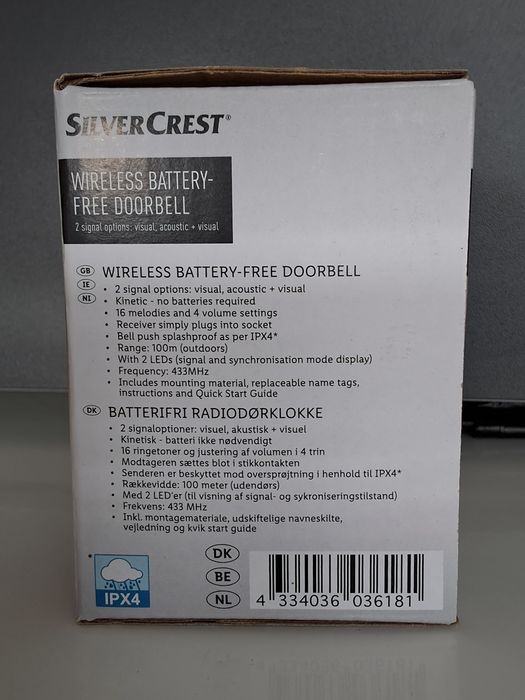 SILVERCREST®
WIRELESS BATTERY-
FREE DOORBELL
2 signal options: visual, acoustic + visual
GB WIRELESS BATTERY-FREE DOORBELL
IE
NI
• 2 signal options: visual, acoustic + visual
• Kinetic - no batteries required
• 16 melodies and 4 volume settings
• Receiver simply plugs into socket
• Bell push splashproof as per IPX4*
• Range: 100m (outdoors)
• With 2 LEDs (signal and synchronisation mode display)
• Frequency: 433MHz
• Includes mounting material, replaceable name tags,
instructions and Quick Start Guide
DK BATTERIFRI RADIODØRKLOKKE
• 2 signaloptioner: visuel, akustisk + visuel
• Kinetisk - batteri ikke nødvendigt
• 16 ringetoner og justering af volumen i 4 trin
• Modtageren sættes blot i stikkontakten
• Senderen er beskyttet mod oversprøjtning i henhold til IPX4*
• Rækkevidde: 100 meter (udendørs)
• Med 2 LED'er (til visning af signal- og sykroniseringstilstand)
• Frekvens: 433 MHz
• Inkl. montagemateriale, udskiftelige navneskilte,
vejledning og kvik start guide
*
IPX4
DK
BE
NL
4 334036 036181